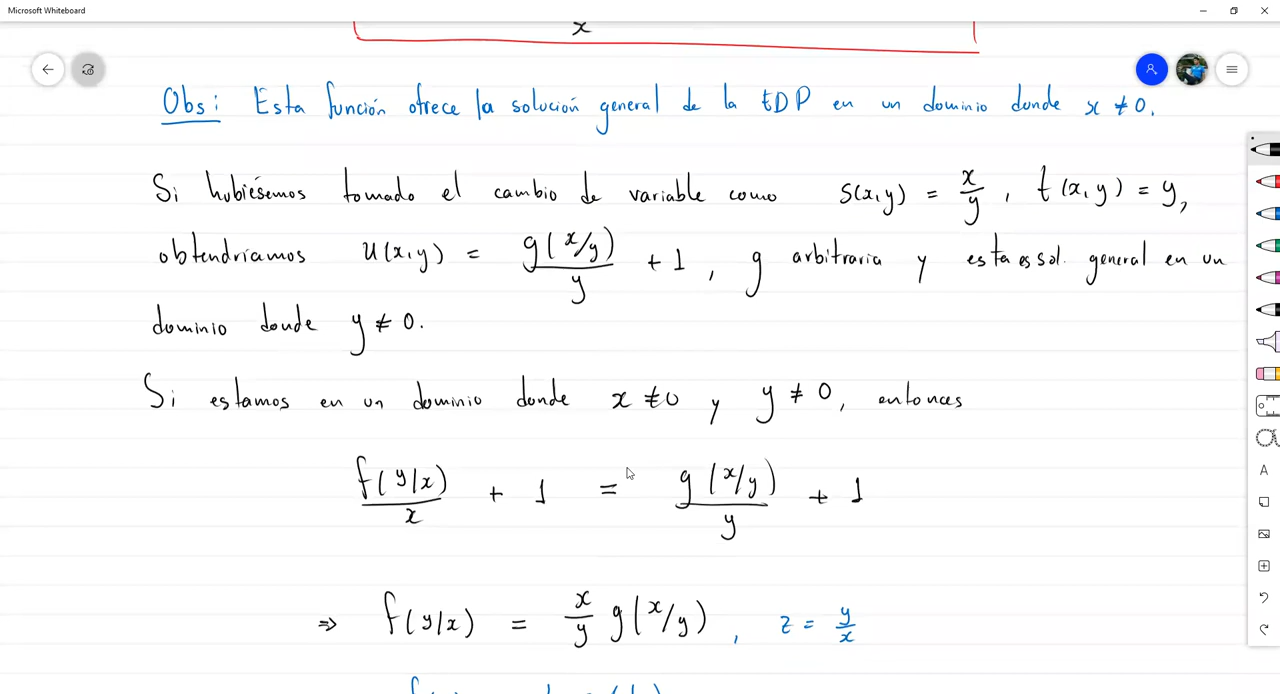 Microsoft Whiteboard
x
Obs: Esta función ofrece la solución general de la EDP en un dominio donde x ≠ 0.
Si hubiésemos tomado el cambio de variable como s(x,y) = x/y, t(x,y) = y,
obtendríamos u(x,y) = g(x/y)/y + 1, g arbitraria y esta es sol. general en un
dominio donde y ≠ 0.
Si estamos en un dominio donde x ≠ 0 y y ≠ 0, entonces
f(y/x)/x + 1 = g(x/y)/y + 1
⇒ f(y/x) = x/y g(x/y), z = y/x